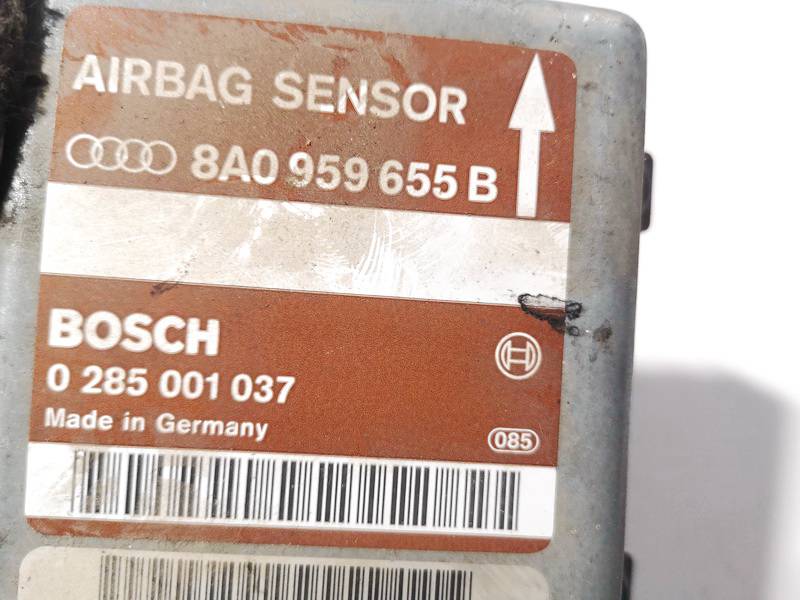 AIRBAG SENSOR
8A0 959 655 B
BOSCH
0 285 001 037
Made in Germany
085